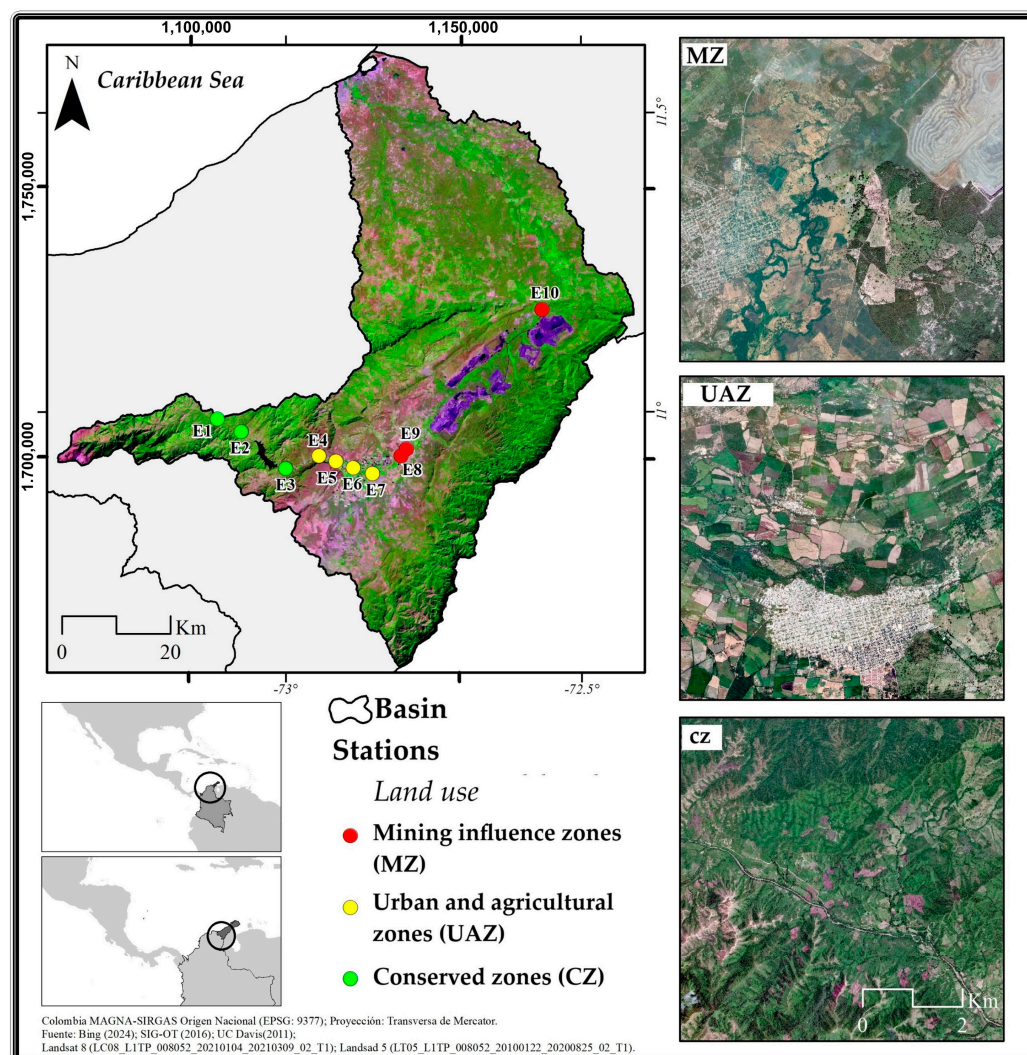 1,100,000
1,150,000
N
Caribbean Sea
11.5°
1,750,000
E10
11°
E1
E2
E4
E9
1,700,000
E3
E5
E6
E7
E8
Km
0
20
-73°
-72.5°
MZ
UAZ
CZ
Km
0
2
Basin
Stations
Land use
Mining influence zones
(MZ)
Urban and agricultural
zones (UAZ)
Conserved zones (CZ)
Colombia MAGNA-SIRGAS Origen Nacional (EPSG: 9377); Proyección: Transversa de Mercator.
Fuente: Bing (2024); SIG-OT (2016); UC Davis(2011);
Landsat 8 (LC08_L1TP_008052_20210104_20210309_02_T1); Landsad 5 (LT05_L1TP_008052_20100122_20200825_02_T1).